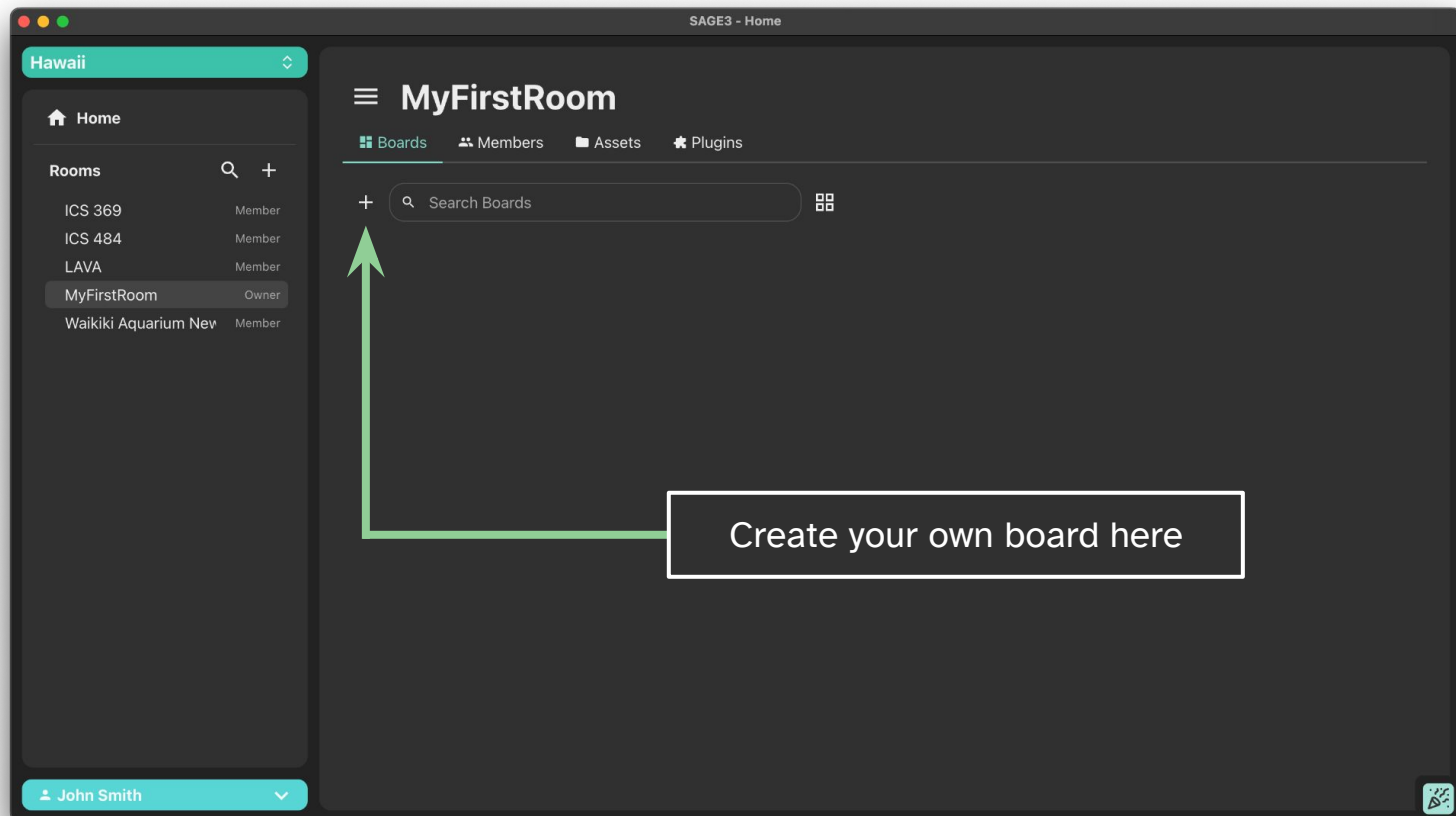 SAGE3 - Home
Hawaii
Home
Rooms
ICS 369 Member
ICS 484 Member
LAVA Member
MyFirstRoom Owner
Waikiki Aquarium New Member
John Smith
MyFirstRoom
Boards Members Assets Plugins
Search Boards
Create your own board here